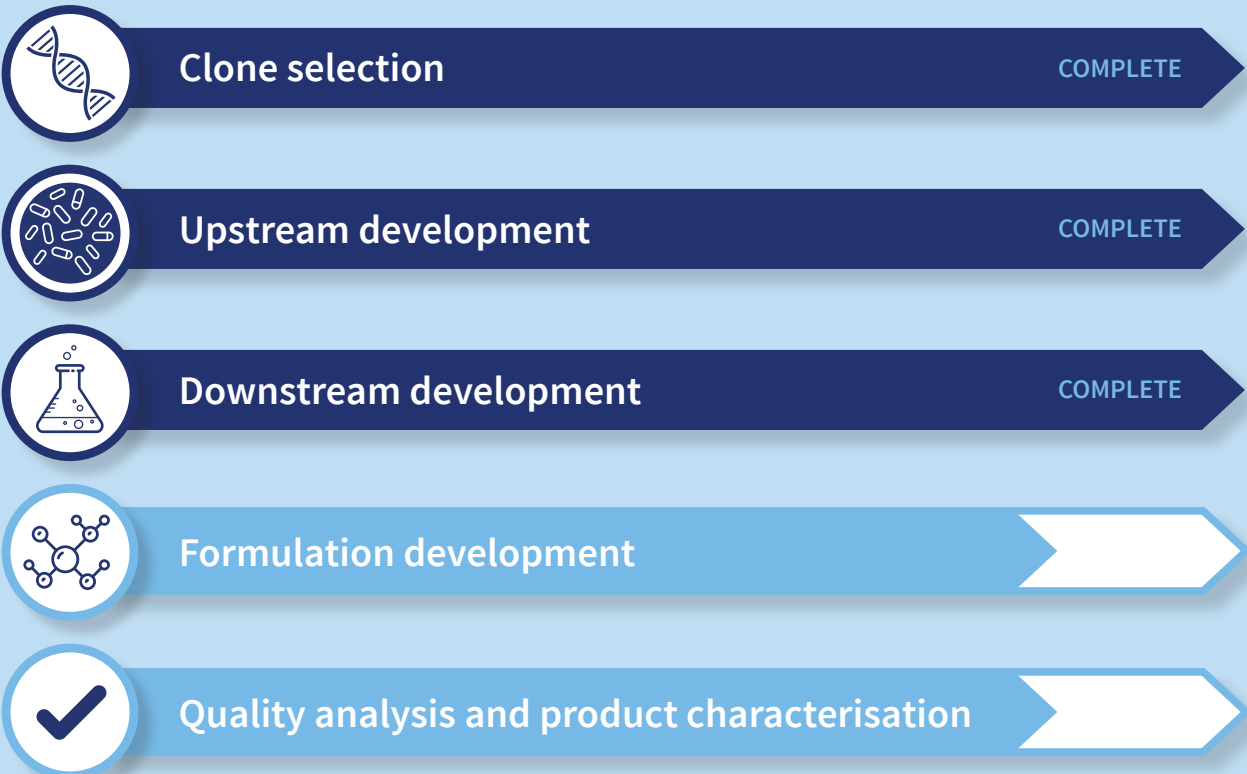 Clone selection COMPLETE
Upstream development COMPLETE
Downstream development COMPLETE
Formulation development
Quality analysis and product characterisation